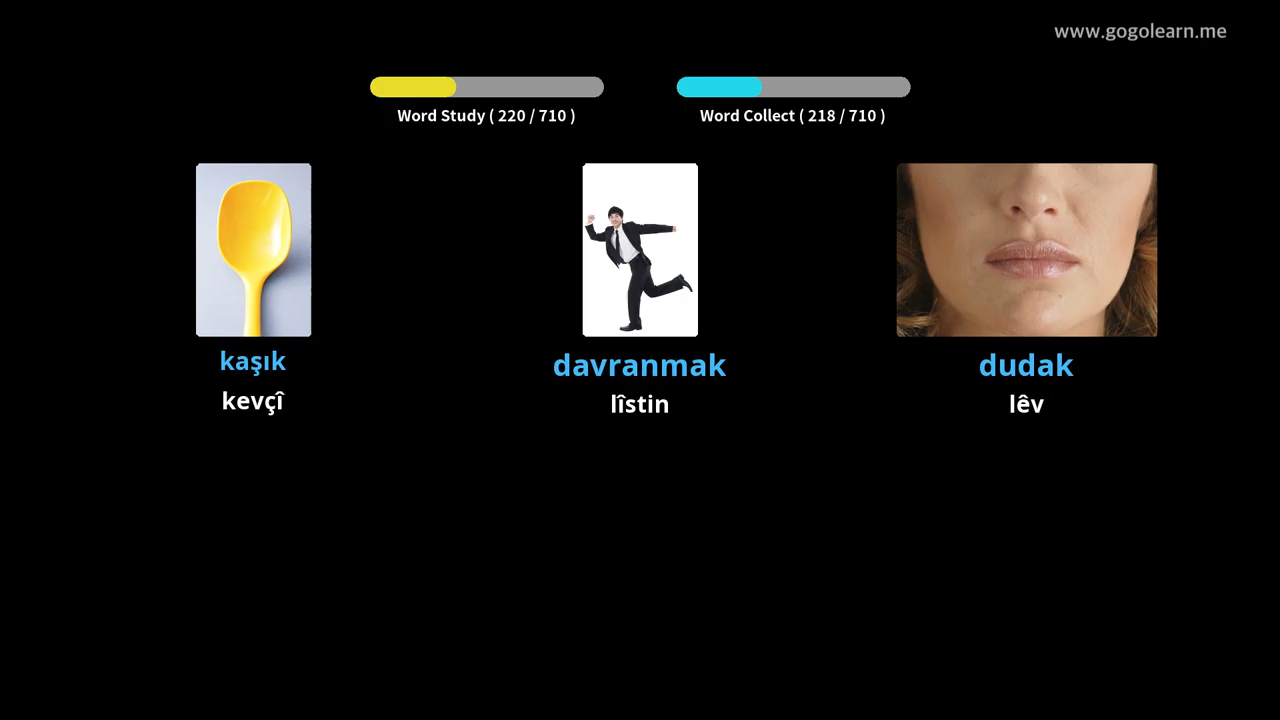 www.gogolearn.me
Word Study ( 220 / 710 )
Word Collect ( 218 / 710 )
kaşık
kevçî
davranmak
lîstin
dudak
lêv